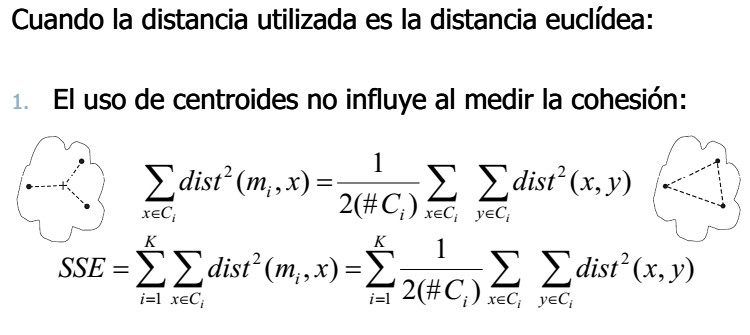 Cuando la distancia utilizada es la distancia euclídea:
1. El uso de centroides no influye al medir la cohesión:
\sum_{x \in C_i} dist^2(m_i, x) = \frac{1}{2(\# C_i)} \sum_{x \in C_i} \sum_{y \in C_i} dist^2(x, y)
SSE = \sum_{i=1}^{K} \sum_{x \in C_i} dist^2(m_i, x) = \sum_{i=1}^{K} \frac{1}{2(\# C_i)} \sum_{x \in C_i} \sum_{y \in C_i} dist^2(x, y)